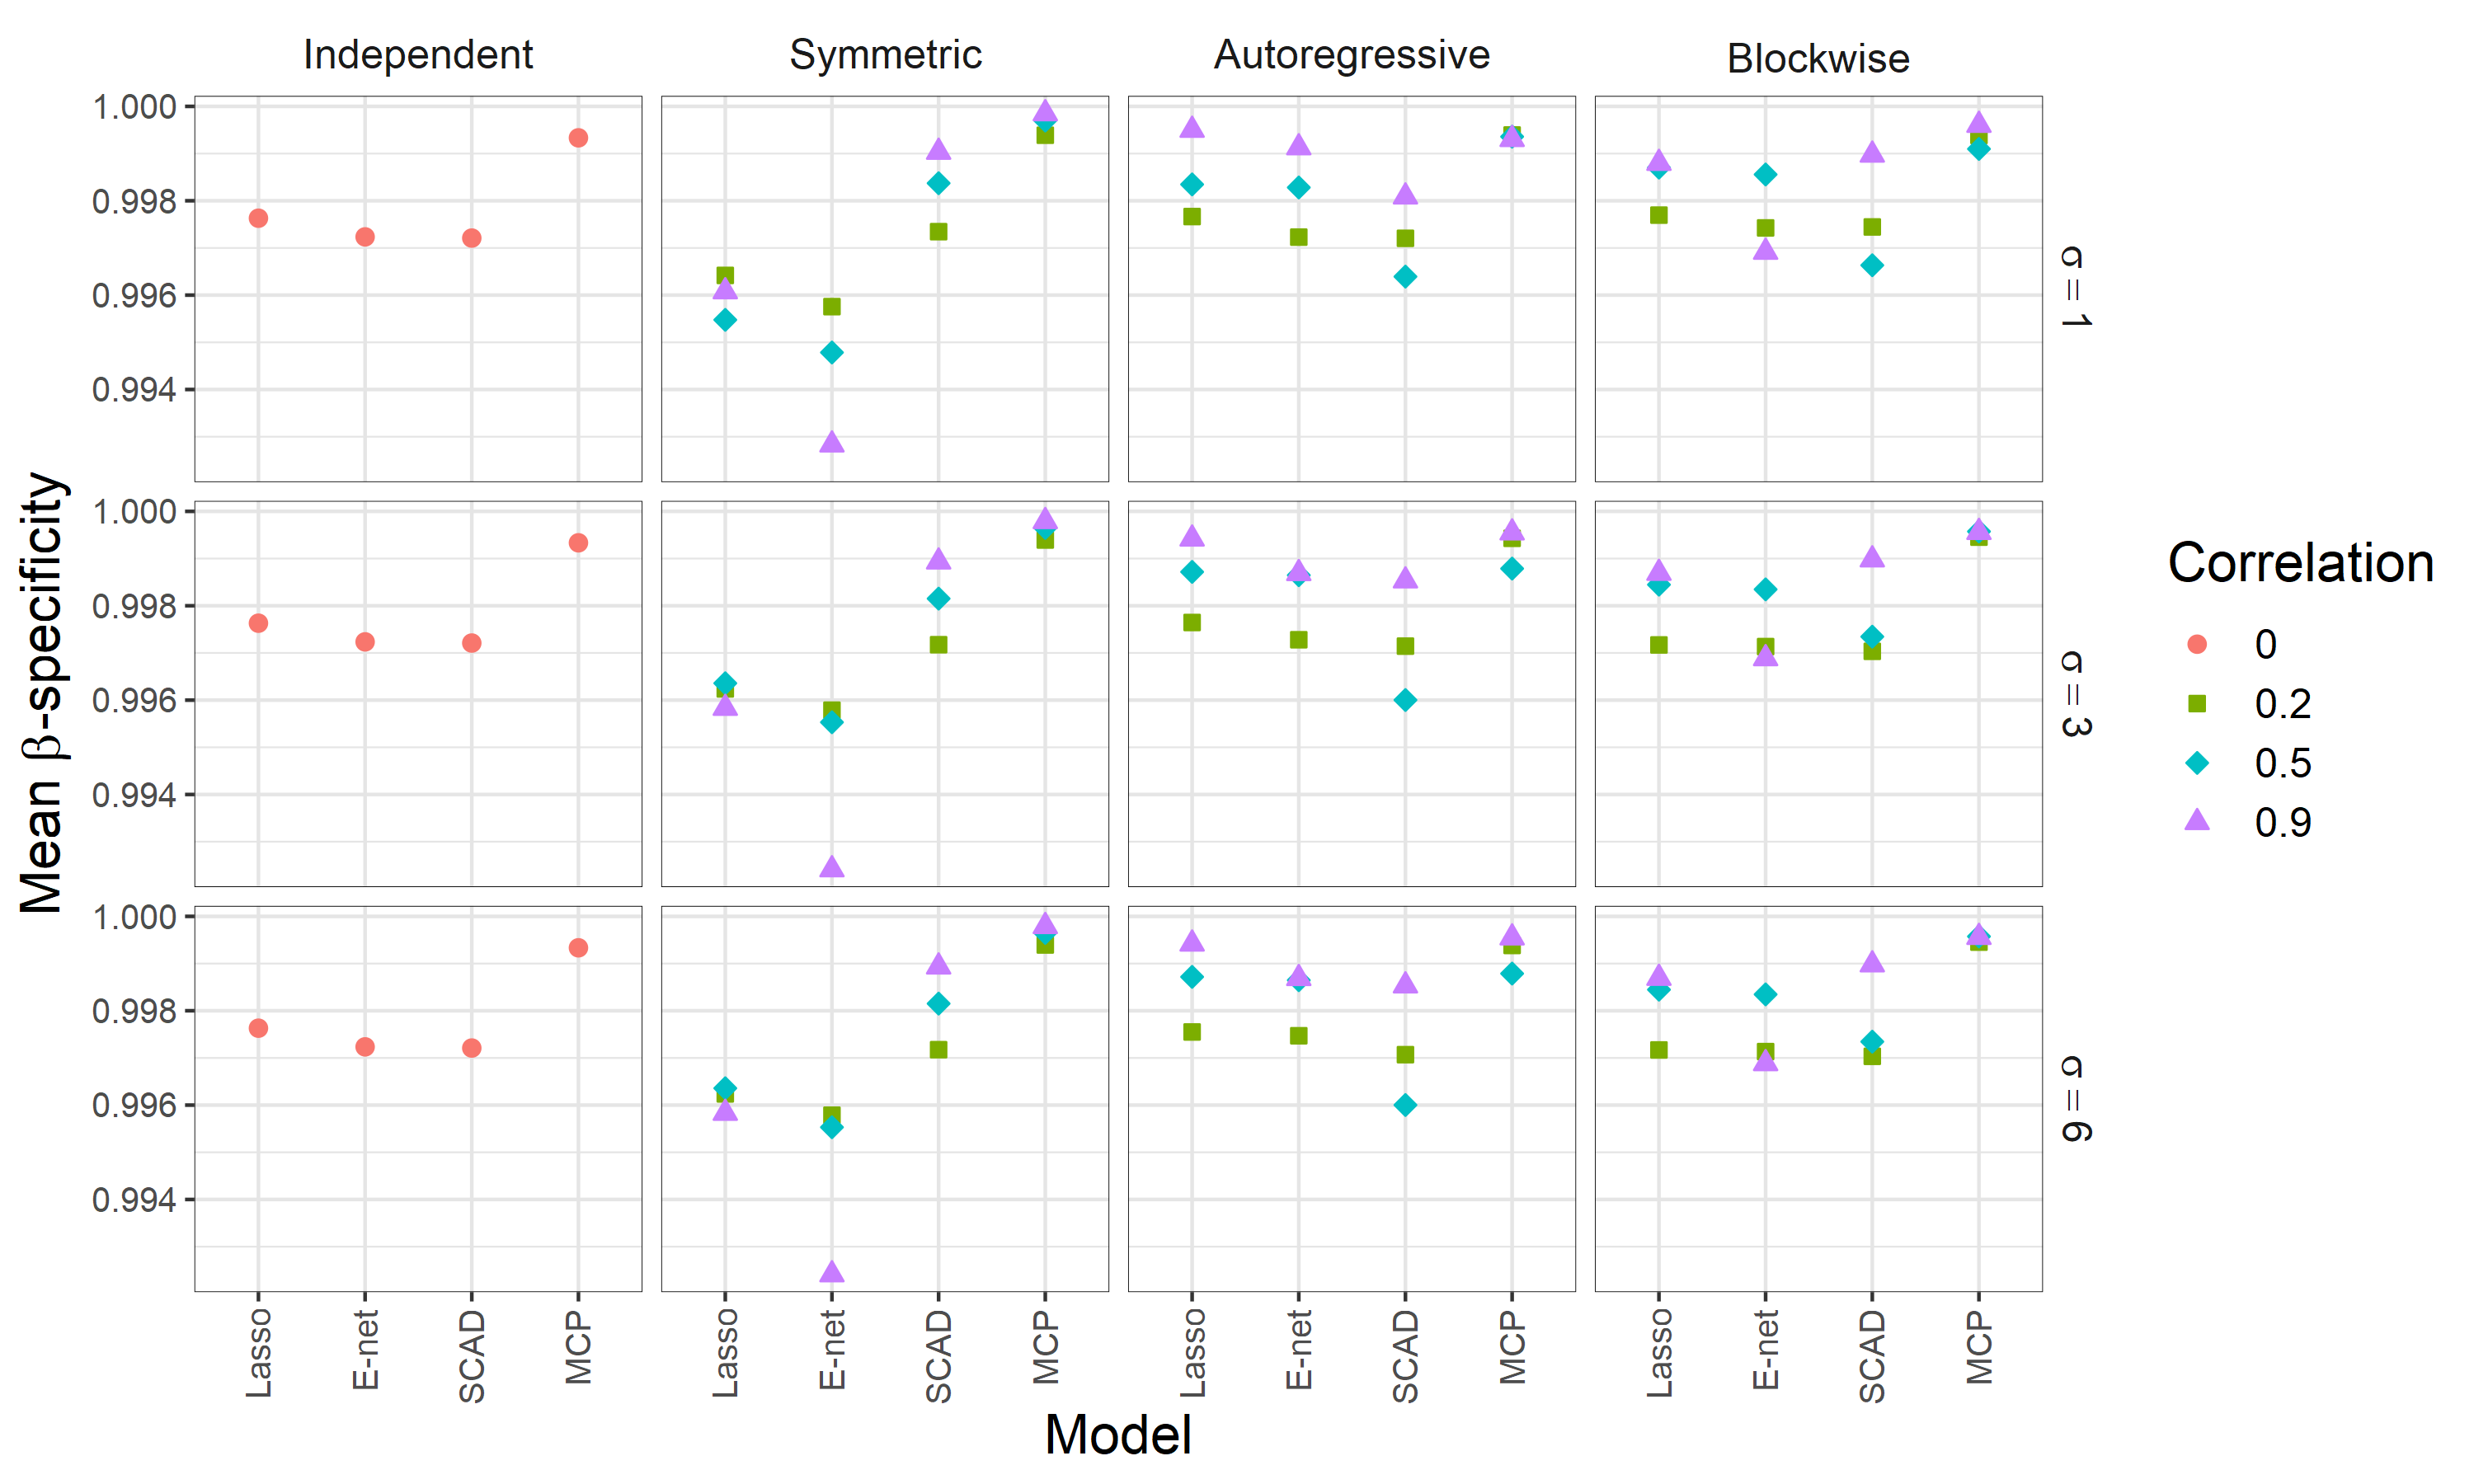 Independent Symmetric Autoregressive Blockwise
1.000
0.998
0.996
0.994
σ = 1
1.000
0.998
0.996
0.994
σ = 3
1.000
0.998
0.996
0.994
σ = 6
Mean β-specificity
Lasso E-net SCAD MCP Lasso E-net SCAD MCP Lasso E-net SCAD MCP Lasso E-net SCAD MCP
Model
Correlation
0
0.2
0.5
0.9